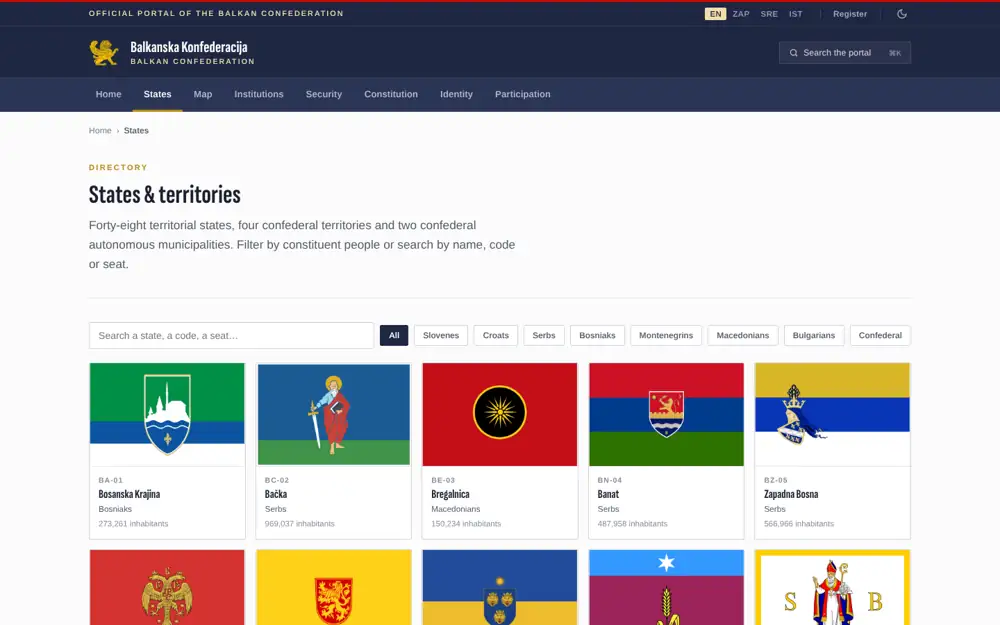 OFFICIAL PORTAL OF THE BALKAN CONFEDERATION
EN ZAP SRE IST Register
Balkanska Konfederacija
BALKAN CONFEDERATION
Search the portal ⌘K
Home States Map Institutions Security Constitution Identity Participation
Home › States
DIRECTORY
States & territories
Forty-eight territorial states, four confederal territories and two confederal
autonomous municipalities. Filter by constituent people or search by name, code
or seat.
Search a state, a code, a seat…
All Slovenes Croats Serbs Bosniaks Montenegrins Macedonians Bulgarians Confederal
BA-01
Bosanska Krajina
Bosniaks
273,261 inhabitants
BC-02
Bačka
Serbs
969,037 inhabitants
BE-03
Bregalnica
Macedonians
150,234 inhabitants
BN-04
Banat
Serbs
487,958 inhabitants
BZ-05
Zapadna Bosna
Serbs
566,966 inhabitants
S B